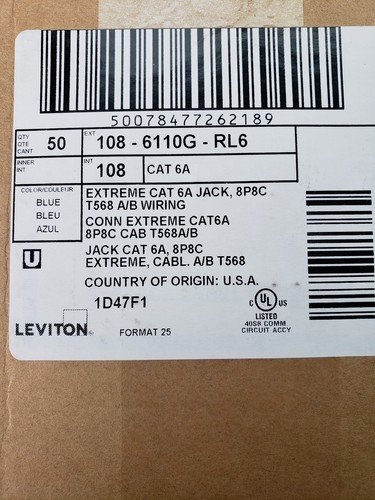 50078477262189
QTY
QTE
CANT
50
EXT
108 - 6110G - RL6
INNER
INT
INT
108
CAT 6A
COLOR/COULEUR
BLUE
BLEU
AZUL
EXTREME CAT 6A JACK, 8P8C
T568 A/B WIRING
CONN EXTREME CAT6A
8P8C CAB T568A/B
JACK CAT 6A, 8P8C
EXTREME, CABL. A/B T568
COUNTRY OF ORIGIN: U.S.A.
U
1D47F1
C UL US
LISTED
40S8 COMM.
CIRCUIT ACCY
LEVITON
FORMAT 25